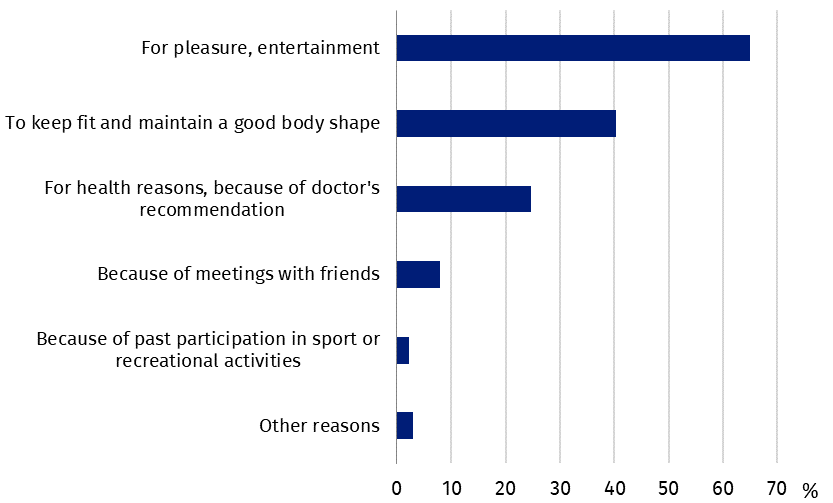 For pleasure, entertainment
To keep fit and maintain a good body shape
For health reasons, because of doctor's
recommendation
Because of meetings with friends
Because of past participation in sport or
recreational activities
Other reasons
0 10 20 30 40 50 60 70 %